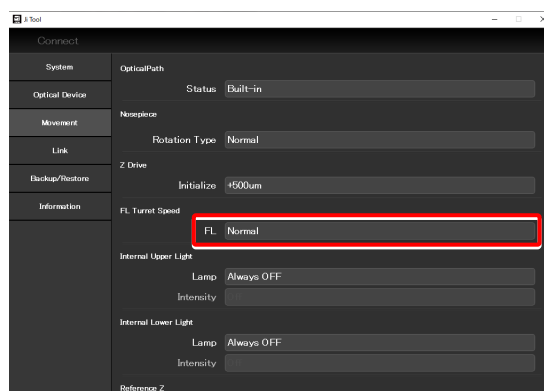 Ji Tool
Connect
System
Optical Device
Movement
Link
Backup/Restore
Information
OpticalPath
Status Built-in
Nosepiece
Rotation Type Normal
Z Drive
Initialize +500um
FL Turret Speed
FL Normal
Internal Upper Light
Lamp Always OFF
Intensity
Internal Lower Light
Lamp Always OFF
Intensity
Reference Z